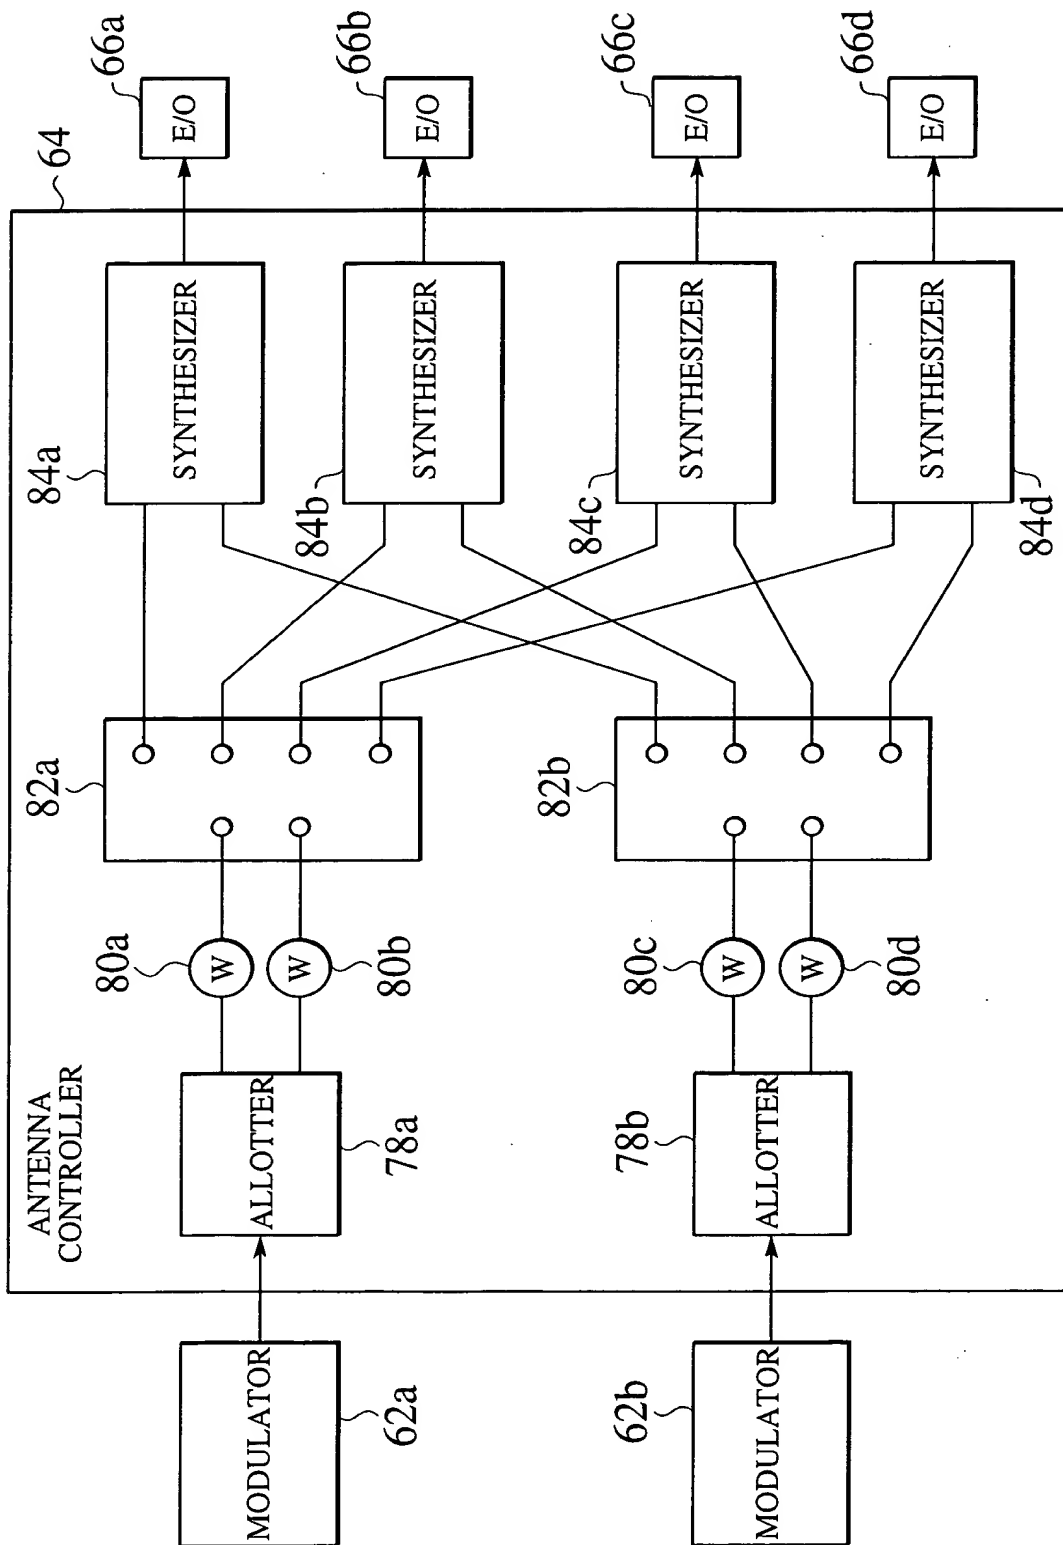 ANTENNA
CONTROLLER
64
MODULATOR
62a
ALLOTTER
78a
W
80a
W
80b
82a
SYNTHESIZER
84a
E/O
66a
SYNTHESIZER
84b
E/O
66b
MODULATOR
62b
ALLOTTER
78b
W
80c
W
80d
82b
SYNTHESIZER
84c
E/O
66c
SYNTHESIZER
84d
E/O
66d